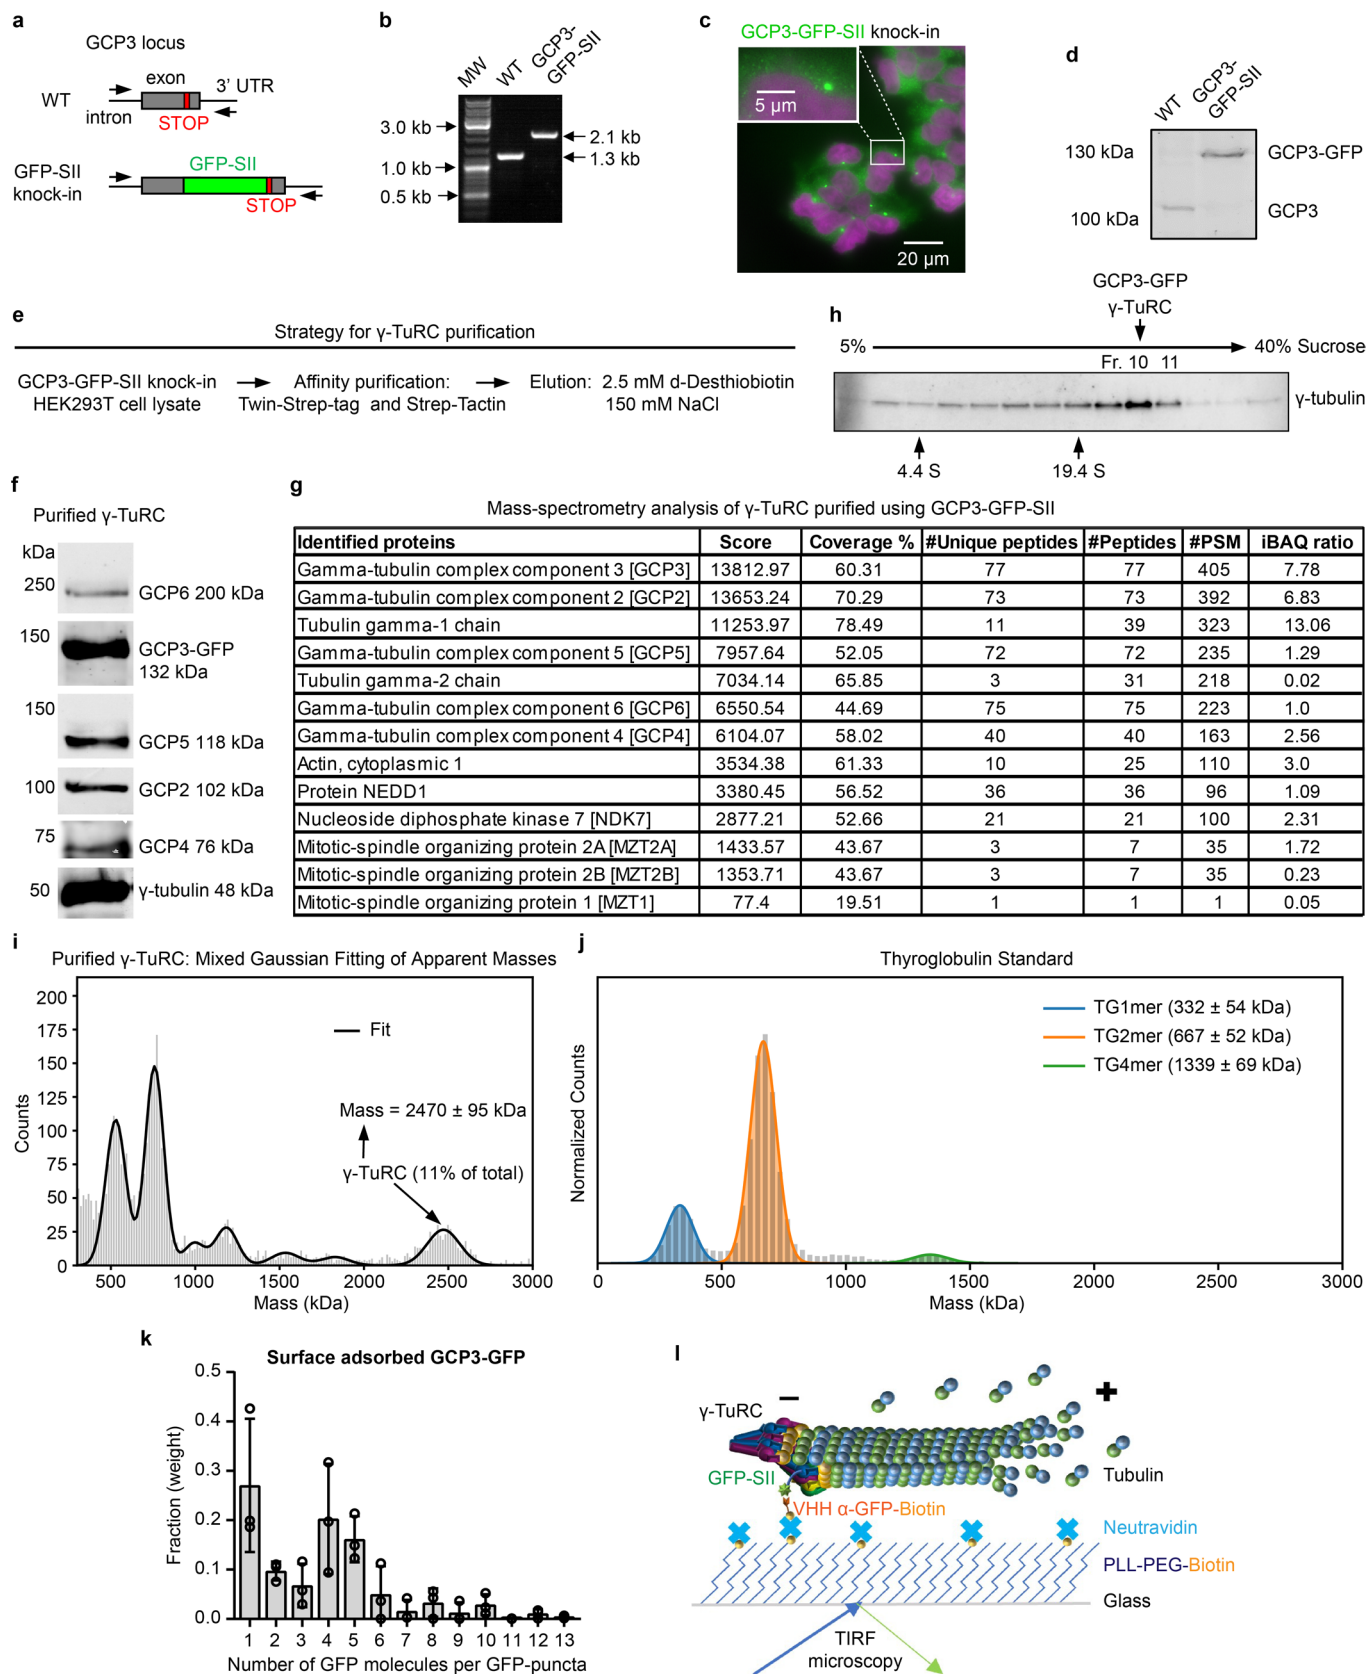 a
GCP3 locus
exon
3' UTR
WT
intron
STOP
GFP-SII
GFP-SII
knock-in
STOP
b
MW
WT
GCP3-
GFP-SII
3.0 kb
2.1 kb
1.3 kb
1.0 kb
0.5 kb
c
GCP3-GFP-SII knock-in
5 µm
20 µm
d
WT
GCP3-
GFP-SII
130 kDa
GCP3-GFP
100 kDa
GCP3
e
Strategy for γ-TuRC purification
GCP3-GFP-SII knock-in
HEK293T cell lysate
Affinity purification:
Twin-Strep-tag and Strep-Tactin
Elution: 2.5 mM d-Desthiobiotin
150 mM NaCl
h
GCP3-GFP
γ-TuRC
5%
40% Sucrose
Fr. 10 11
γ-tubulin
4.4 S
19.4 S
f
Purified γ-TuRC
kDa
250
GCP6 200 kDa
150
GCP3-GFP
132 kDa
150
GCP5 118 kDa
100
GCP2 102 kDa
75
GCP4 76 kDa
50
γ-tubulin 48 kDa
g
Mass-spectrometry analysis of γ-TuRC purified using GCP3-GFP-SII
Identified proteins Score Coverage % #Unique peptides #Peptides #PSM iBAQ ratio
Gamma-tubulin complex component 3 [GCP3] 13812.97 60.31 77 77 405 7.78
Gamma-tubulin complex component 2 [GCP2] 13653.24 70.29 73 73 392 6.83
Tubulin gamma-1 chain 11253.97 78.49 11 39 323 13.06
Gamma-tubulin complex component 5 [GCP5] 7957.64 52.05 72 72 235 1.29
Tubulin gamma-2 chain 7034.14 65.85 3 31 218 0.02
Gamma-tubulin complex component 6 [GCP6] 6550.54 44.69 75 75 223 1.0
Gamma-tubulin complex component 4 [GCP4] 6104.07 58.02 40 40 163 2.56
Actin, cytoplasmic 1 3534.38 61.33 10 25 110 3.0
Protein NEDD1 3380.45 56.52 36 36 96 1.09
Nucleoside diphosphate kinase 7 [NDK7] 2877.21 52.66 21 21 100 2.31
Mitotic-spindle organizing protein 2A [MZT2A] 1433.57 43.67 3 7 35 1.72
Mitotic-spindle organizing protein 2B [MZT2B] 1353.71 43.67 3 7 35 0.23
Mitotic-spindle organizing protein 1 [MZT1] 77.4 19.51 1 1 1 0.05
i
Purified γ-TuRC: Mixed Gaussian Fitting of Apparent Masses
Counts
200
175
150
125
100
75
50
25
0
Fit
Mass = 2470 ± 95 kDa
γ-TuRC (11% of total)
500 1000 1500 2000 2500 3000
Mass (kDa)
j
Thyroglobulin Standard
Normalized Counts
TG1mer (332 ± 54 kDa)
TG2mer (667 ± 52 kDa)
TG4mer (1339 ± 69 kDa)
0 500 1000 1500 2000 2500 3000
Mass (kDa)
k
Surface adsorbed GCP3-GFP
Fraction (weight)
0.5
0.4
0.3
0.2
0.1
0.0
1 2 3 4 5 6 7 8 9 10 11 12 13
Number of GFP molecules per GFP-puncta
l
−
+
γ-TuRC
GFP-SII
Tubulin
VHH α-GFP-Biotin
Neutravidin
PLL-PEG-Biotin
Glass
TIRF
microscopy